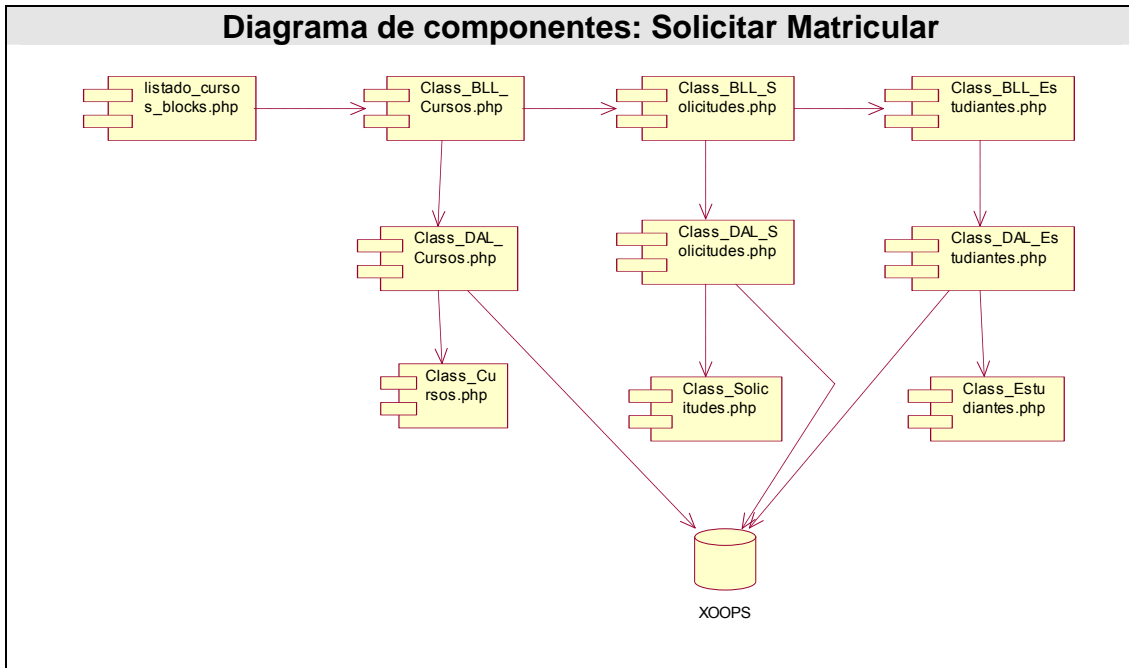 Diagrama de componentes: Solicitar Matricular
listado_curso
s_blocks.php
Class_BLL_
Cursos.php
Class_BLL_S
olicitudes.php
Class_BLL_Es
tudiantes.php
Class_DAL_
Cursos.php
Class_DAL_S
olicitudes.php
Class_DAL_Es
tudiantes.php
Class_Cu
rsos.php
Class_Solic
itudes.php
Class_Estu
diantes.php
XOOPS